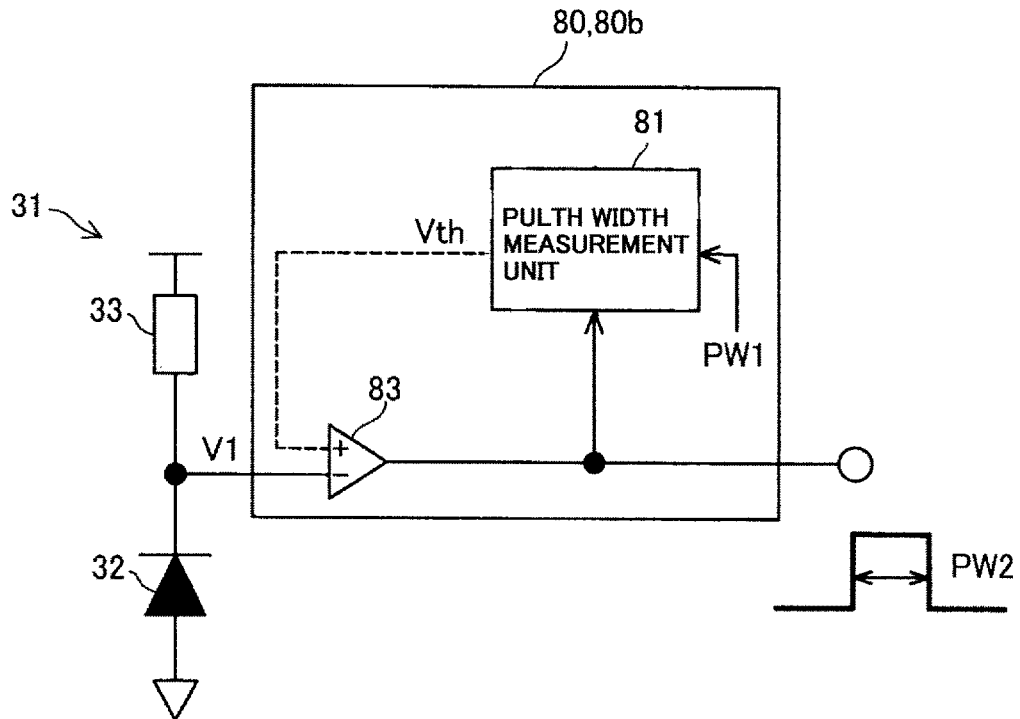 80,80b
81
31
PULTH WIDTH
MEASUREMENT
UNIT
Vth
33
PW1
83
V1
+
−
32
PW2